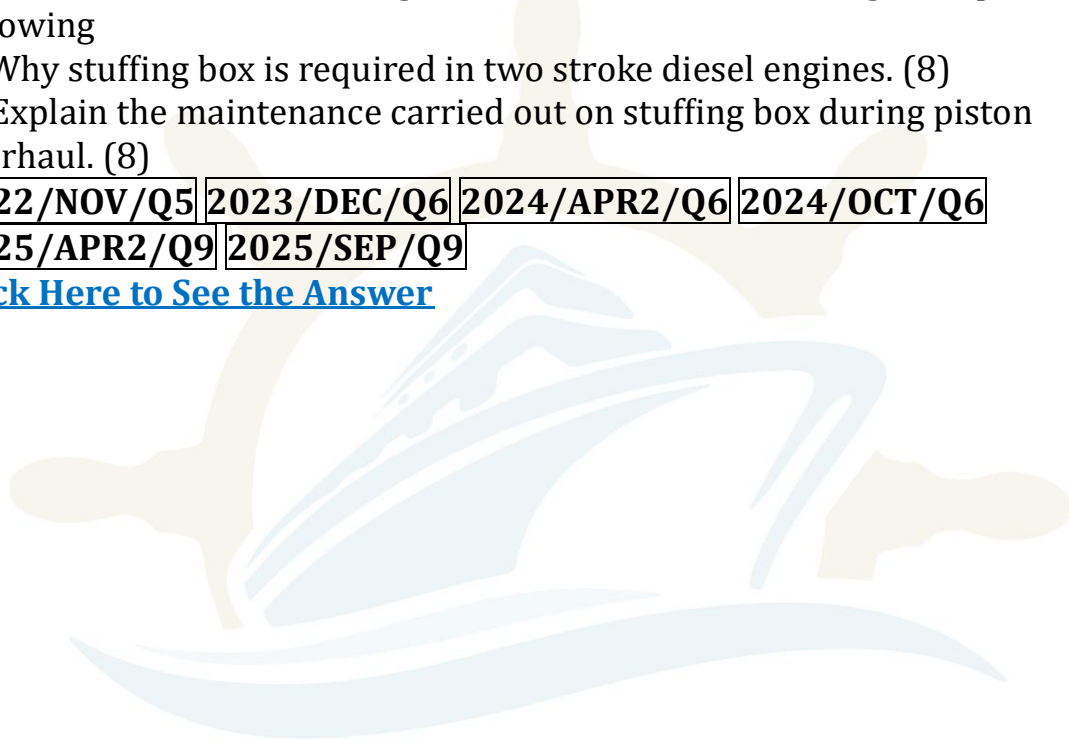 owing
Why stuffing box is required in two stroke diesel engines. (8)
Explain the maintenance carried out on stuffing box during piston
rhaul. (8)
22/NOV/Q5 2023/DEC/Q6 2024/APR2/Q6 2024/OCT/Q6
25/APR2/Q9 2025/SEP/Q9
ck Here to See the Answer